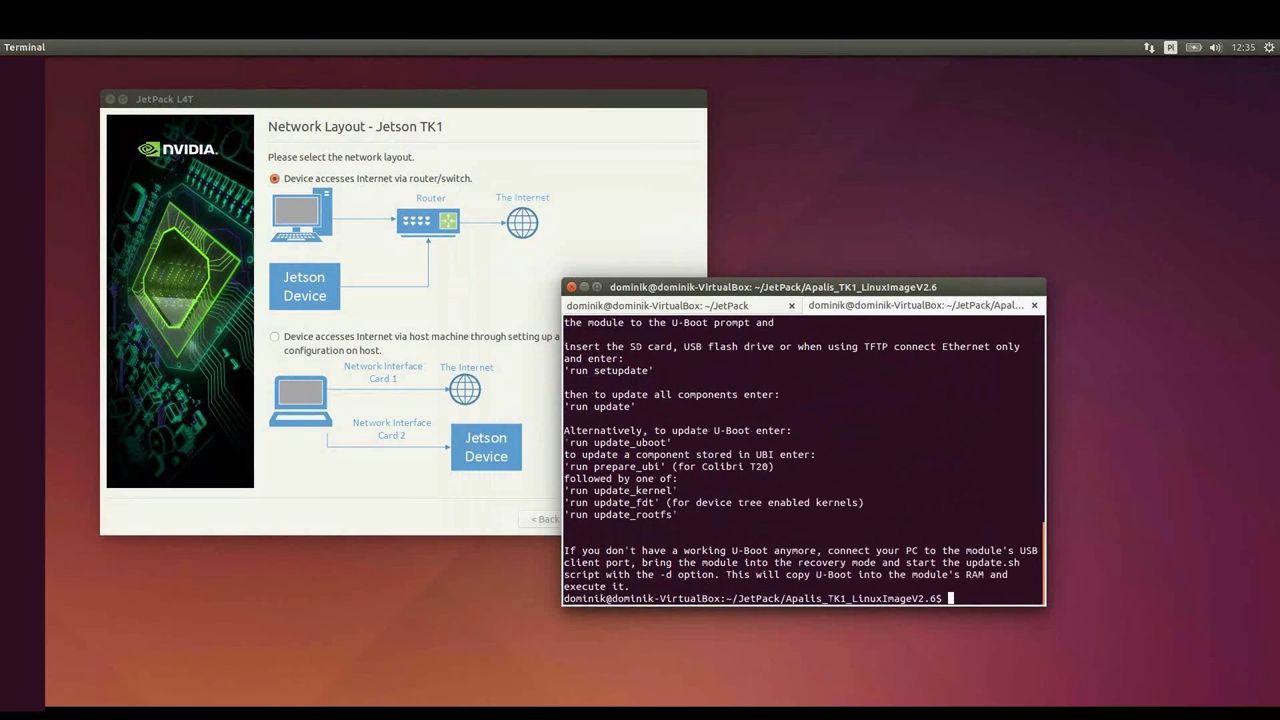 Terminal
Pl
12:35
JetPack L4T
NVIDIA.
Network Layout - Jetson TK1
Please select the network layout.
Device accesses Internet via router/switch.
Router
The Internet
Jetson
Device
Device accesses Internet via host machine through setting up a
configuration on host.
Network Interface
Card 1
The Internet
Network Interface
Card 2
Jetson
Device
< Back
dominik@dominik-VirtualBox: ~/JetPack/Apalis_TK1_LinuxImageV2.6
dominik@dominik-VirtualBox: ~/JetPack
dominik@dominik-VirtualBox: ~/JetPack/Apal...
the module to the U-Boot prompt and
insert the SD card, USB flash drive or when using TFTP connect Ethernet only
and enter:
'run setupdate'
then to update all components enter:
'run update'
Alternatively, to update U-Boot enter:
'run update_uboot'
to update a component stored in UBI enter:
'run prepare_ubi' (for Colibri T20)
followed by one of:
'run update_kernel'
'run update_fdt' (for device tree enabled kernels)
'run update_rootfs'
If you don't have a working U-Boot anymore, connect your PC to the module's USB
client port, bring the module into the recovery mode and start the update.sh
script with the -d option. This will copy U-Boot into the module's RAM and
execute it.
dominik@dominik-VirtualBox:~/JetPack/Apalis_TK1_LinuxImageV2.6$